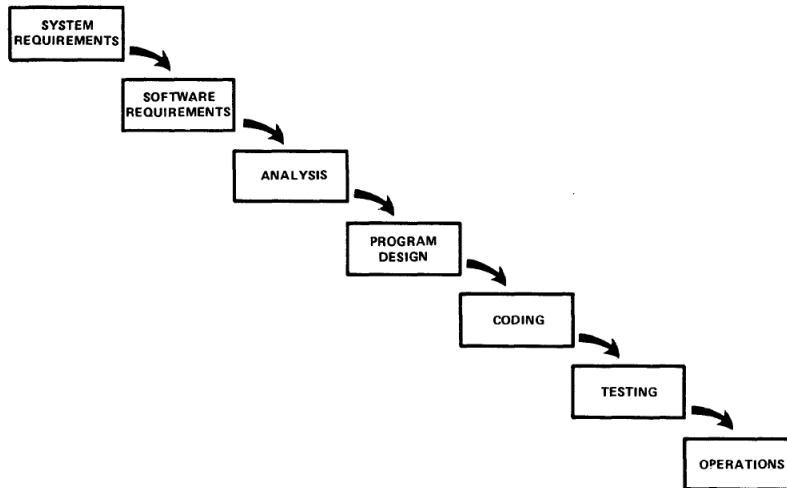 SYSTEM
REQUIREMENTS
SOFTWARE
REQUIREMENTS
ANALYSIS
PROGRAM
DESIGN
CODING
TESTING
OPERATIONS